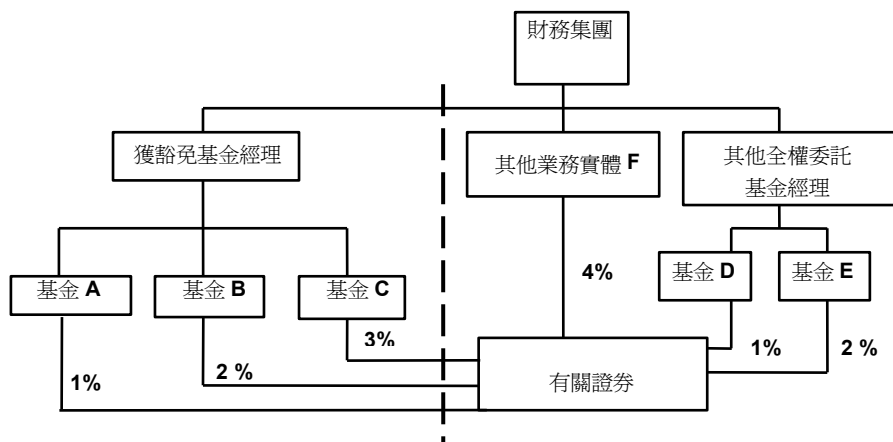 財務集團
獲豁免基金經理
其他業務實體 F
其他全權委託
基金經理
基金 A
基金 B
基金 C
基金 D
基金 E
4%
3%
1%
2 %
2 %
1%
有關證券